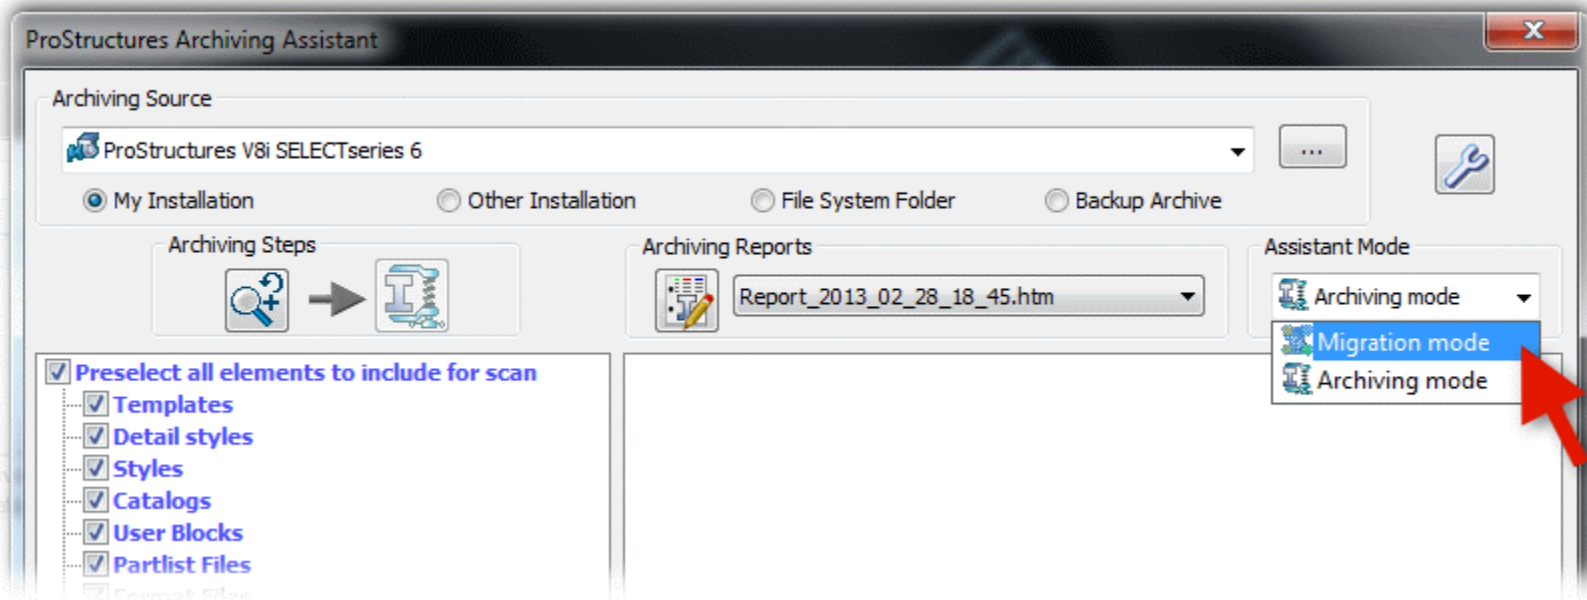 ProStructures Archiving Assistant
x
Archiving Source
ProStructures V8i SELECTseries 6
...
My Installation
Other Installation
File System Folder
Backup Archive
Archiving Steps
Archiving Reports
Assistant Mode
Report_2013_02_28_18_45.htm
Archiving mode
Migration mode
Archiving mode
Preselect all elements to include for scan
Templates
Detail styles
Styles
Catalogs
User Blocks
Partlist Files
Format Files